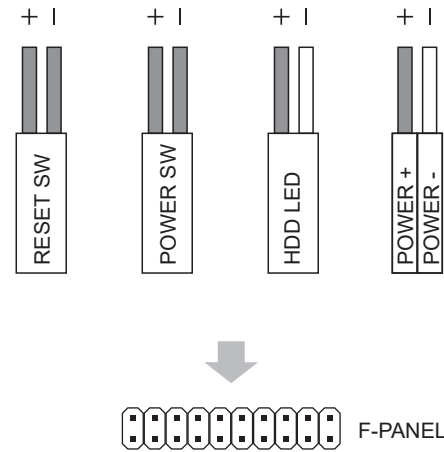 + − + − + − + −
RESET SW
POWER SW
HDD LED
POWER +
POWER -
F-PANEL